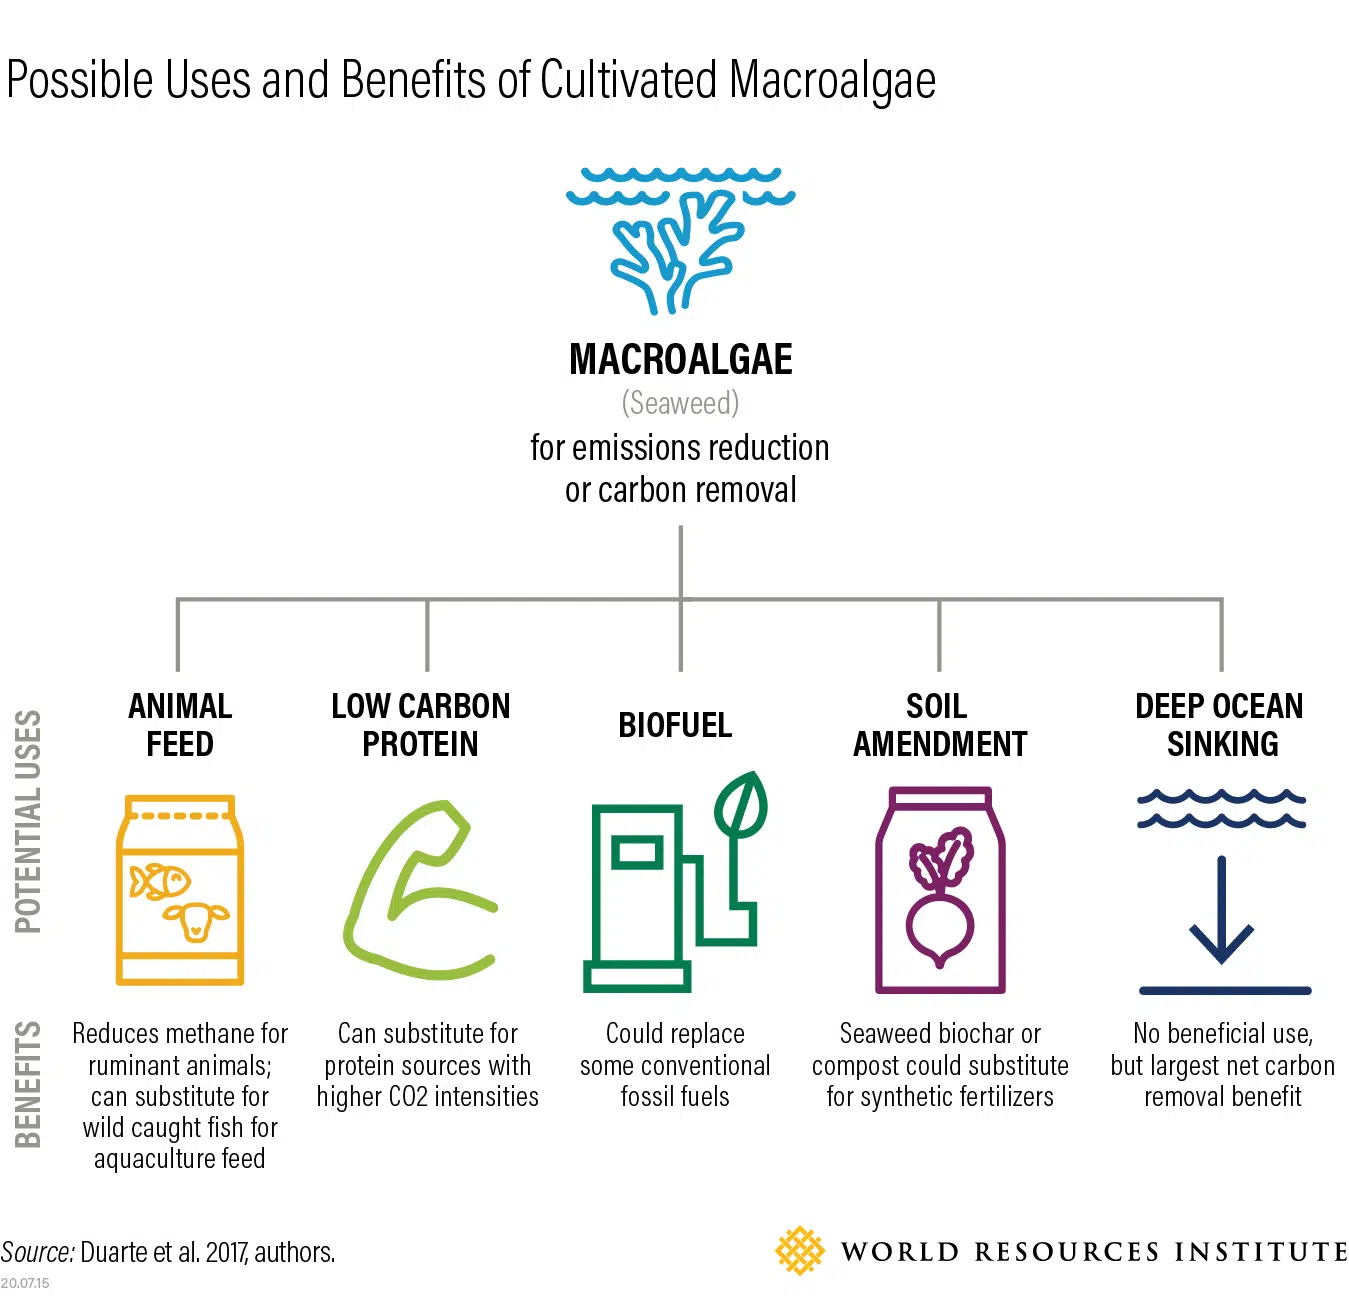 Possible Uses and Benefits of Cultivated Macroalgae
MACROALGAE
(Seaweed)
for emissions reduction
or carbon removal
POTENTIAL USES
ANIMAL
FEED
LOW CARBON
PROTEIN
BIOFUEL
SOIL
AMENDMENT
DEEP OCEAN
SINKING
BENEFITS
Reduces methane for
ruminant animals;
can substitute for
wild caught fish for
aquaculture feed
Can substitute for
protein sources with
higher CO2 intensities
Could replace
some conventional
fossil fuels
Seaweed biochar or
compost could substitute
for synthetic fertilizers
No beneficial use,
but largest net carbon
removal benefit
Source: Duarte et al. 2017, authors.
20.07.15
WORLD RESOURCES INSTITUTE